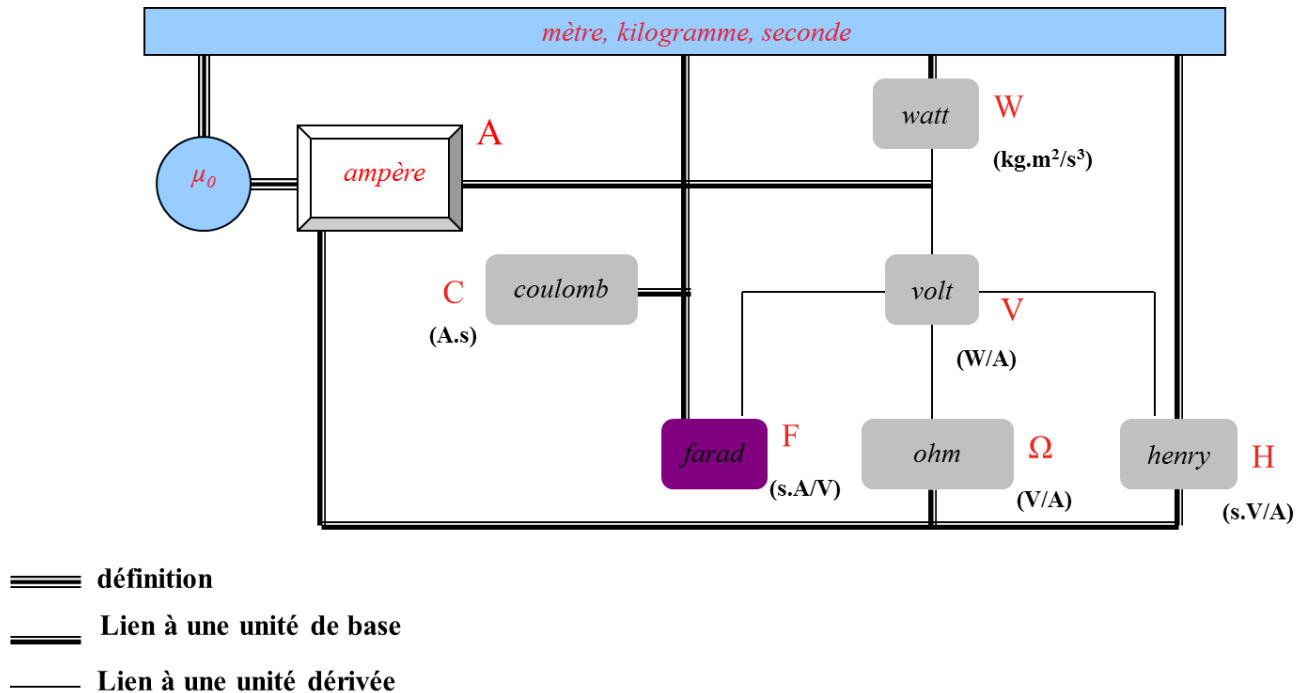 mètre, kilogramme, seconde
watt
W
(kg.m²/s³)
A
μ₀
ampère
C
coulomb
(A.s)
volt
V
(W/A)
farad
F
(s.A/V)
ohm
Ω
(V/A)
henry
H
(s.V/A)
définition
Lien à une unité de base
Lien à une unité dérivée